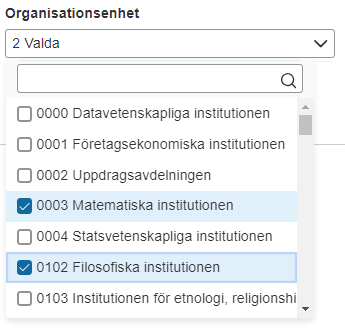 Organisationsenhet
2 Valda
0000 Datavetenskapliga institutionen
0001 Företagsekonomiska institutionen
0002 Uppdragsavdelningen
0003 Matematiska institutionen
0004 Statsvetenskapliga institutionen
0102 Filosofiska institutionen
0103 Institutionen för etnologi, religionshi